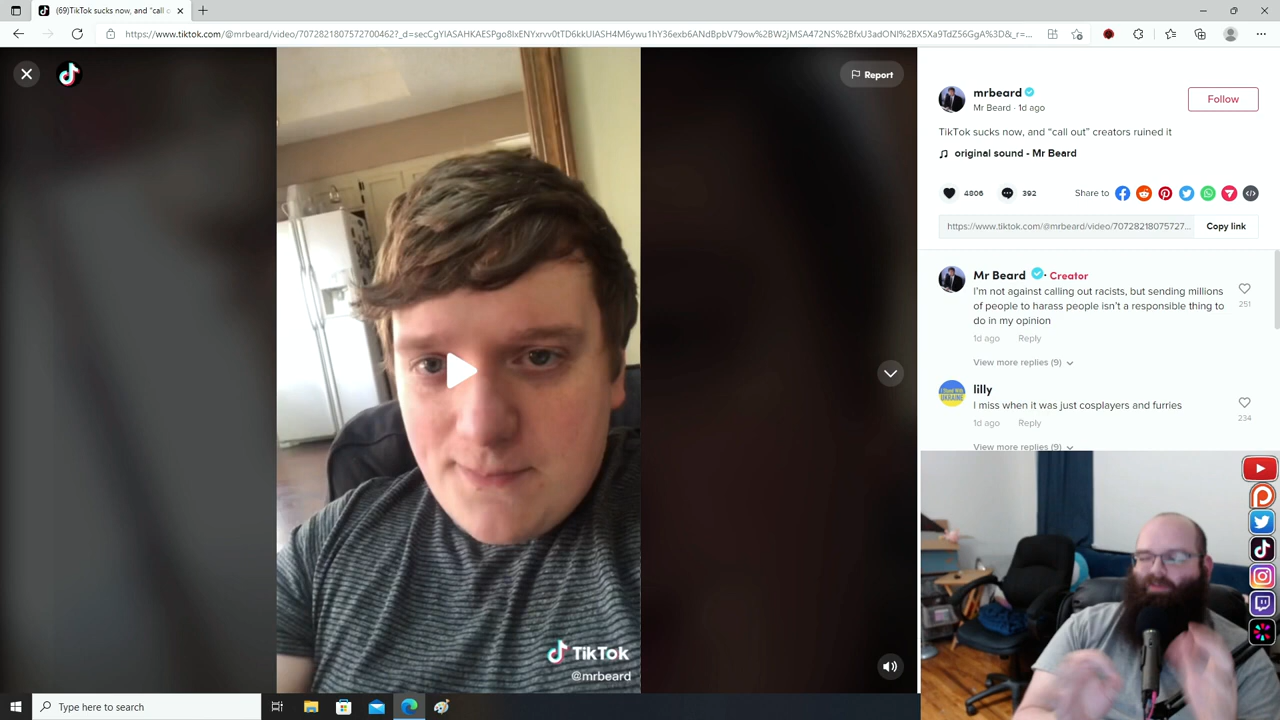 (69)TikTok sucks now, and "call o
https://www.tiktok.com/@mrbeard/video/7072821807572700462?_d=secCgYIASAHKAESPgo8lxENYxrvv0tTD6kkUIASH4M6ywu1hY36exb6ANdBpbV79ow%2BW2jMSA472NS%2BfxU3adONI%2BX5Xa9TdZ56GgA%3D&_r=...
Report
mrbeard
Mr Beard · 1d ago
Follow
TikTok sucks now, and “call out” creators ruined it
original sound - Mr Beard
4806
392
Share to
https://www.tiktok.com/@mrbeard/video/70728218075727...
Copy link
Mr Beard · Creator
I’m not against calling out racists, but sending millions
of people to harass people isn’t a responsible thing to
do in my opinion
251
1d ago Reply
View more replies (9)
lilly
I miss when it was just cosplayers and furries
234
1d ago Reply
View more replies (9)
I Stand With
UKRAINE
TikTok
@mrbeard
Type here to search